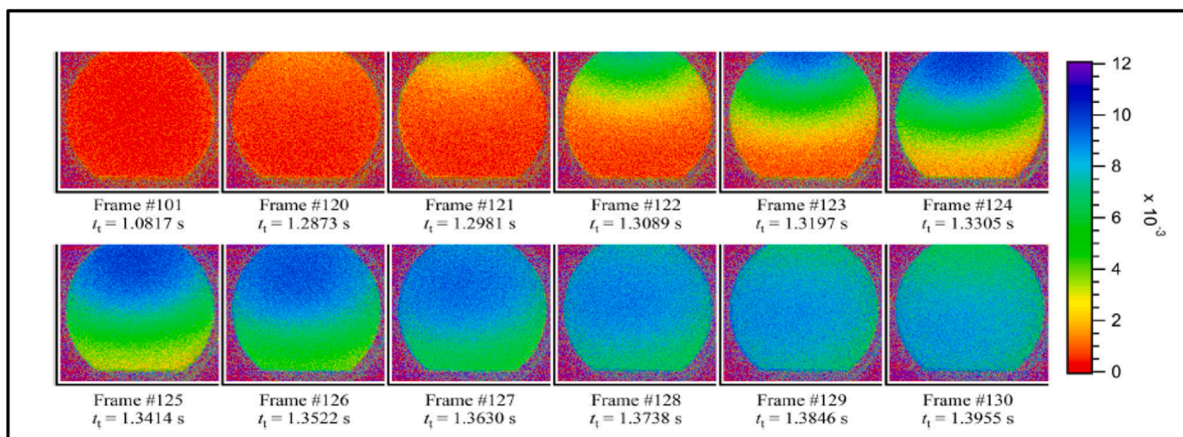 Frame #101 Frame #120 Frame #121 Frame #122 Frame #123 Frame #124
t_t = 1.0817 s t_t = 1.2873 s t_t = 1.2981 s t_t = 1.3089 s t_t = 1.3197 s t_t = 1.3305 s
Frame #125 Frame #126 Frame #127 Frame #128 Frame #129 Frame #130
t_t = 1.3414 s t_t = 1.3522 s t_t = 1.3630 s t_t = 1.3738 s t_t = 1.3846 s t_t = 1.3955 s
12
10
8
6
4
2
0
x 10⁻³